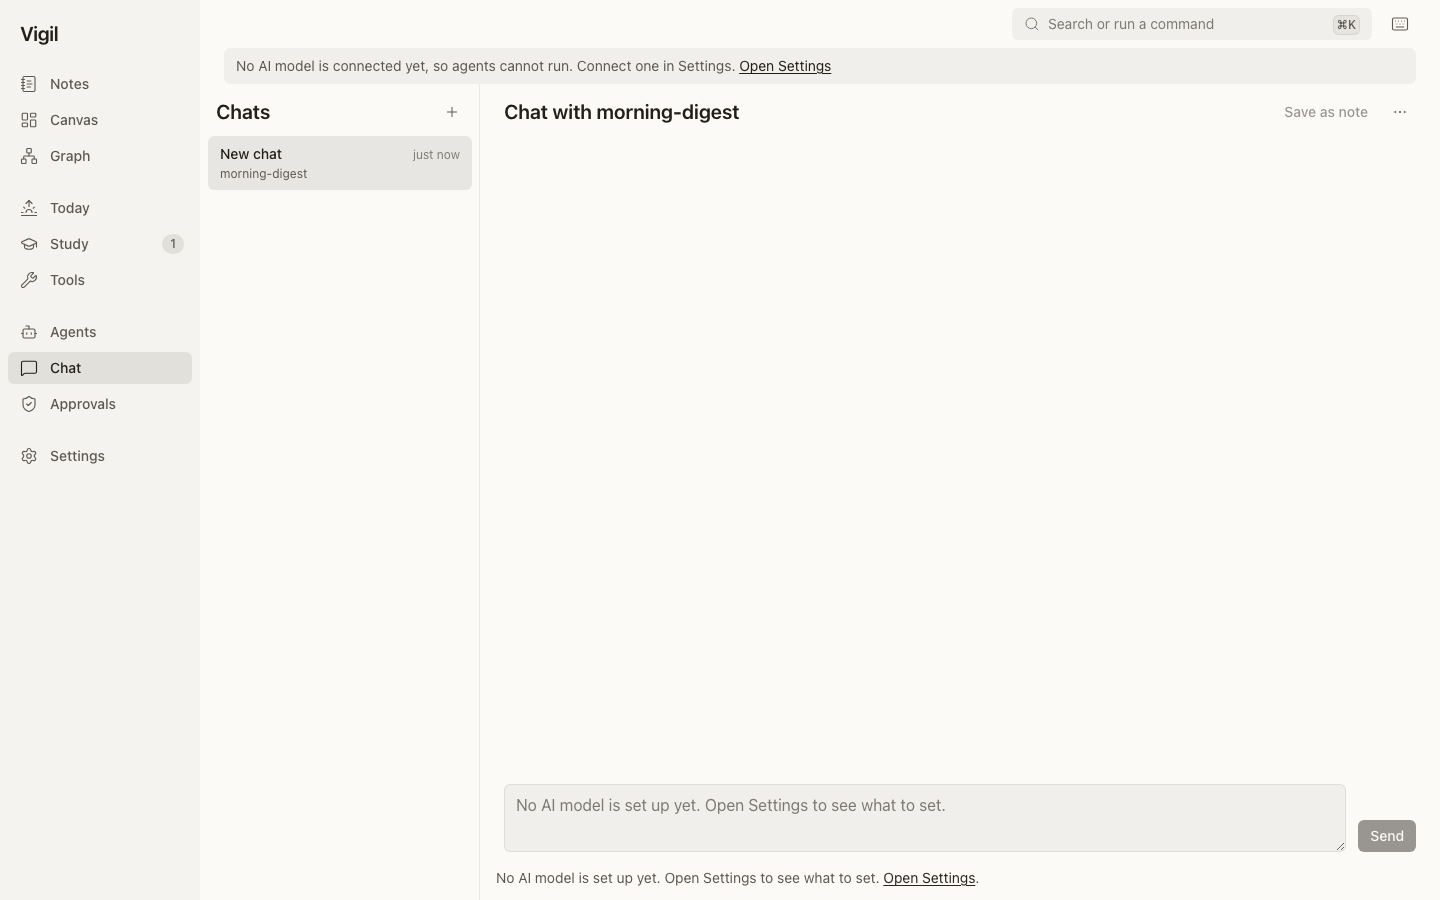 Vigil
Search or run a command
⌘K
No AI model is connected yet, so agents cannot run. Connect one in Settings. Open Settings
Notes
Canvas
Graph
Today
Study
1
Tools
Agents
Chat
Approvals
Settings
Chats
New chat
just now
morning-digest
Chat with morning-digest
Save as note
No AI model is set up yet. Open Settings to see what to set.
Send
No AI model is set up yet. Open Settings to see what to set. Open Settings.